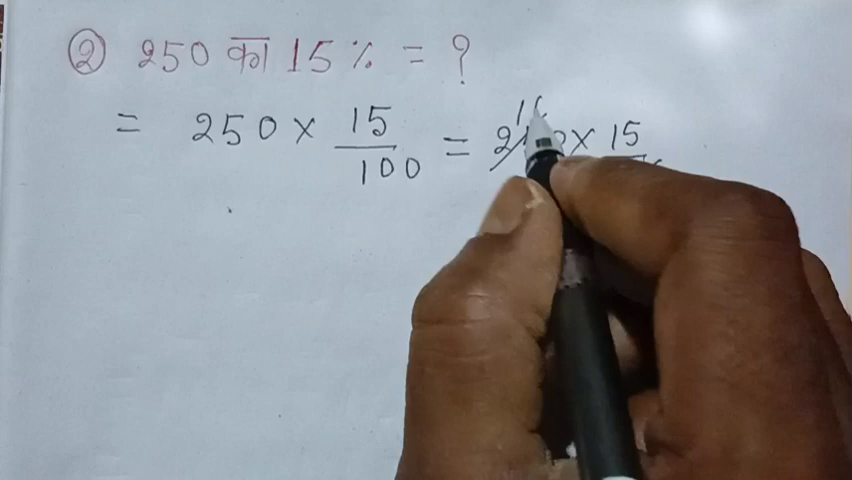 ② 250 का 15% = ?
= 250 × 15/100 = × 15